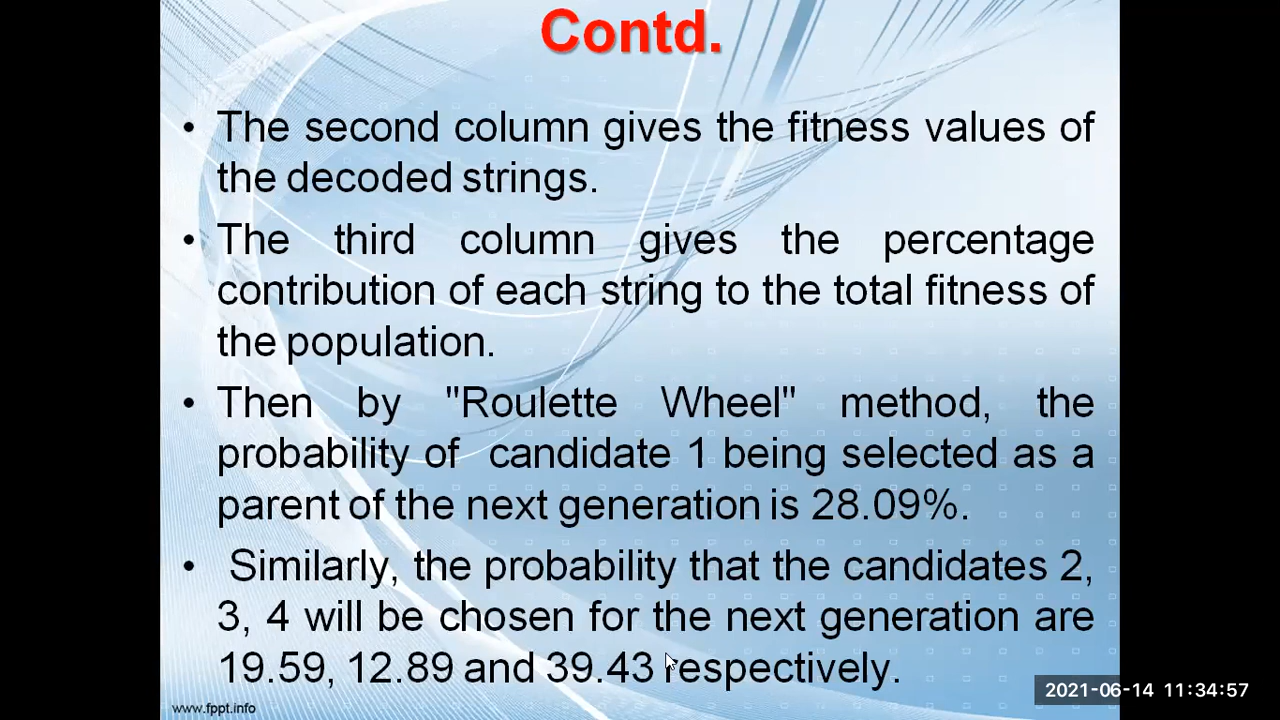 Contd.
• The second column gives the fitness values of
the decoded strings.
• The third column gives the percentage
contribution of each string to the total fitness of
the population.
• Then by "Roulette Wheel" method, the
probability of candidate 1 being selected as a
parent of the next generation is 28.09%.
• Similarly, the probability that the candidates 2,
3, 4 will be chosen for the next generation are
19.59, 12.89 and 39.43 respectively.
www.fppt.info
2021-06-14 11:34:57